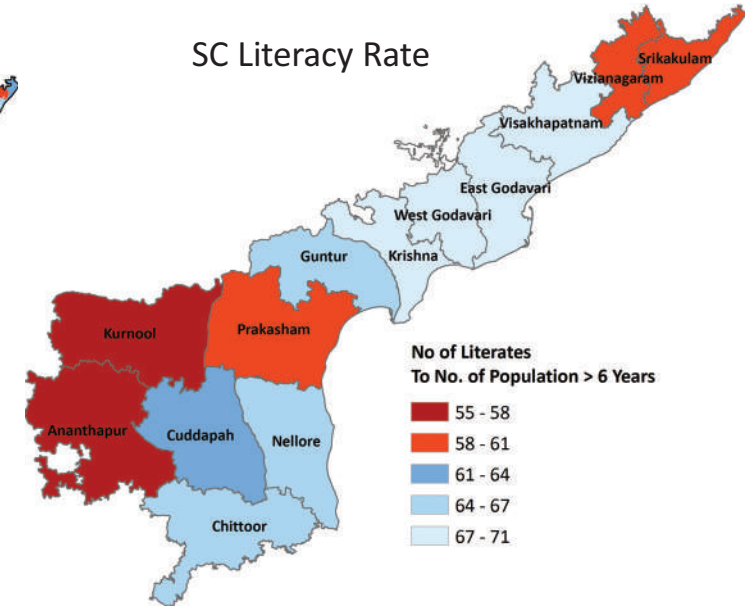 SC Literacy Rate
Srikakulam
Vizianagaram
Visakhapatnam
East Godavari
West Godavari
Krishna
Guntur
Prakasham
Kurnool
Ananthapur
Cuddapah
Nellore
Chittoor
No of Literates
To No. of Population > 6 Years
55 - 58
58 - 61
61 - 64
64 - 67
67 - 71